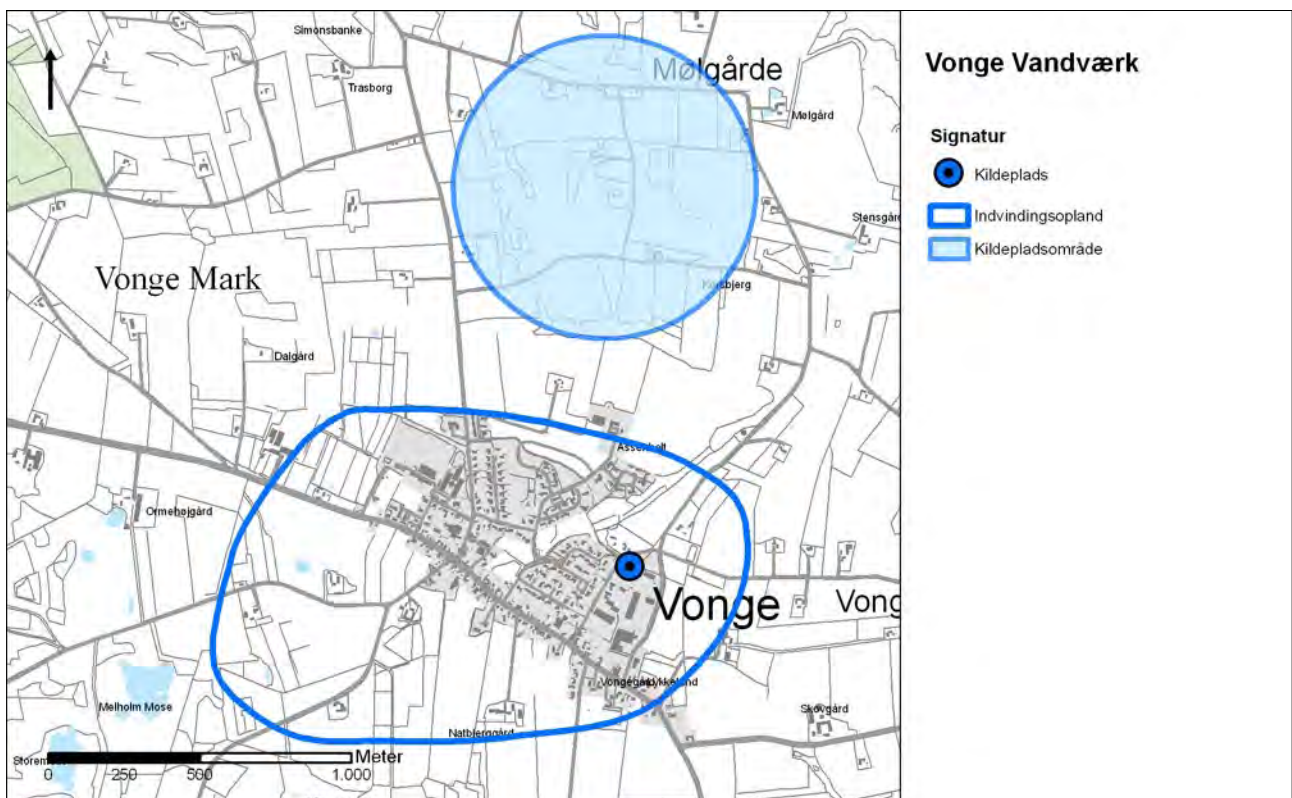 Simonsbanke
Trasborg
Mølgårde
Mølgård
Stensgård
Vonge Mark
Dalgård
Assenholt
Ormehøjgård
Vonge
Vong
Melholm Mose
Natbjerggård
Skovgård
Meter
0 250 500 1.000
Vonge Vandværk
Signatur
Kildeplads
Indvindingsopland
Kildepladsområde